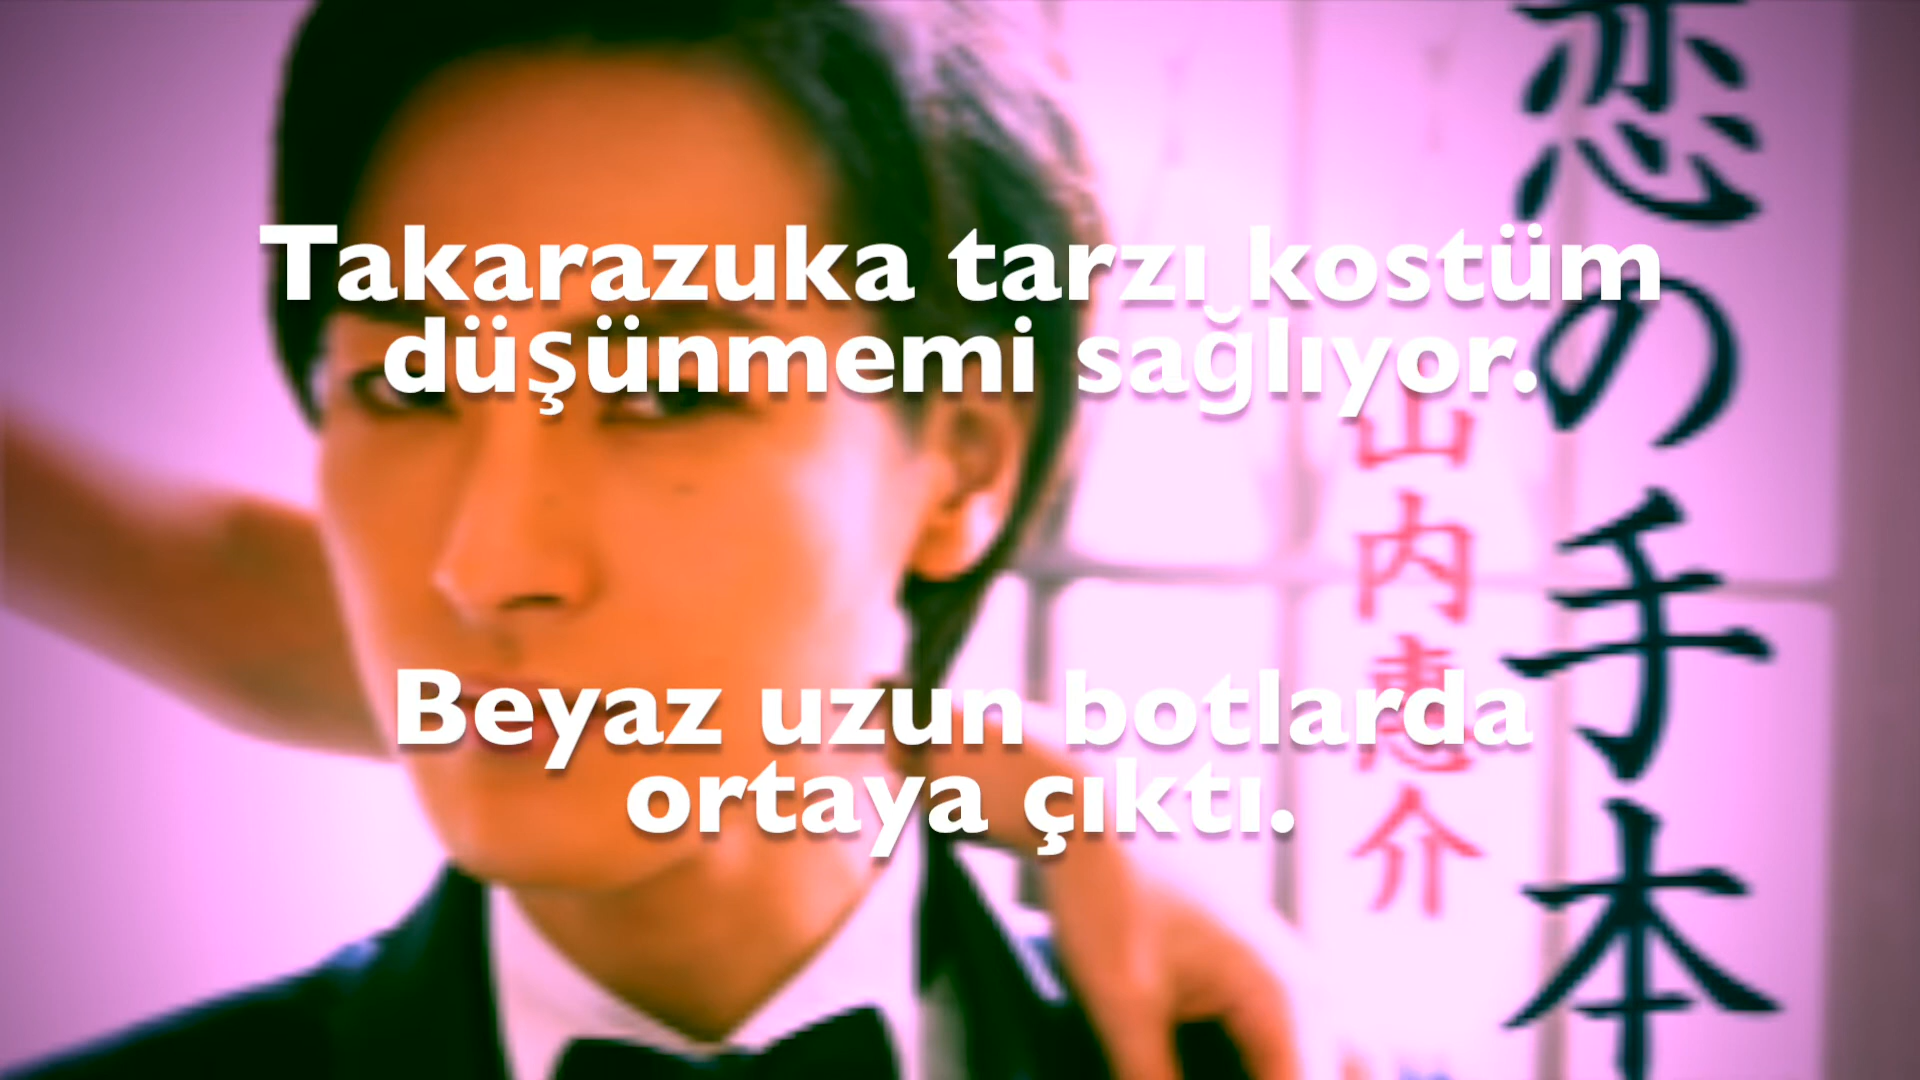 Takarazuka tarzı kostüm
düşünmemi sağlıyor.
Beyaz uzun botlarda
ortaya çıktı.
恋の手本
山内惠介